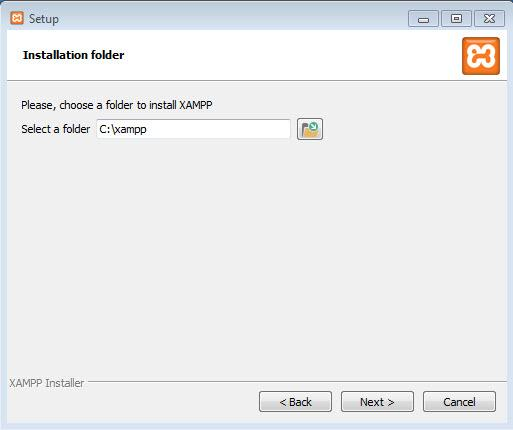 Setup
Installation folder
Please, choose a folder to install XAMPP
Select a folder C:\xampp
XAMPP Installer
< Back Next > Cancel